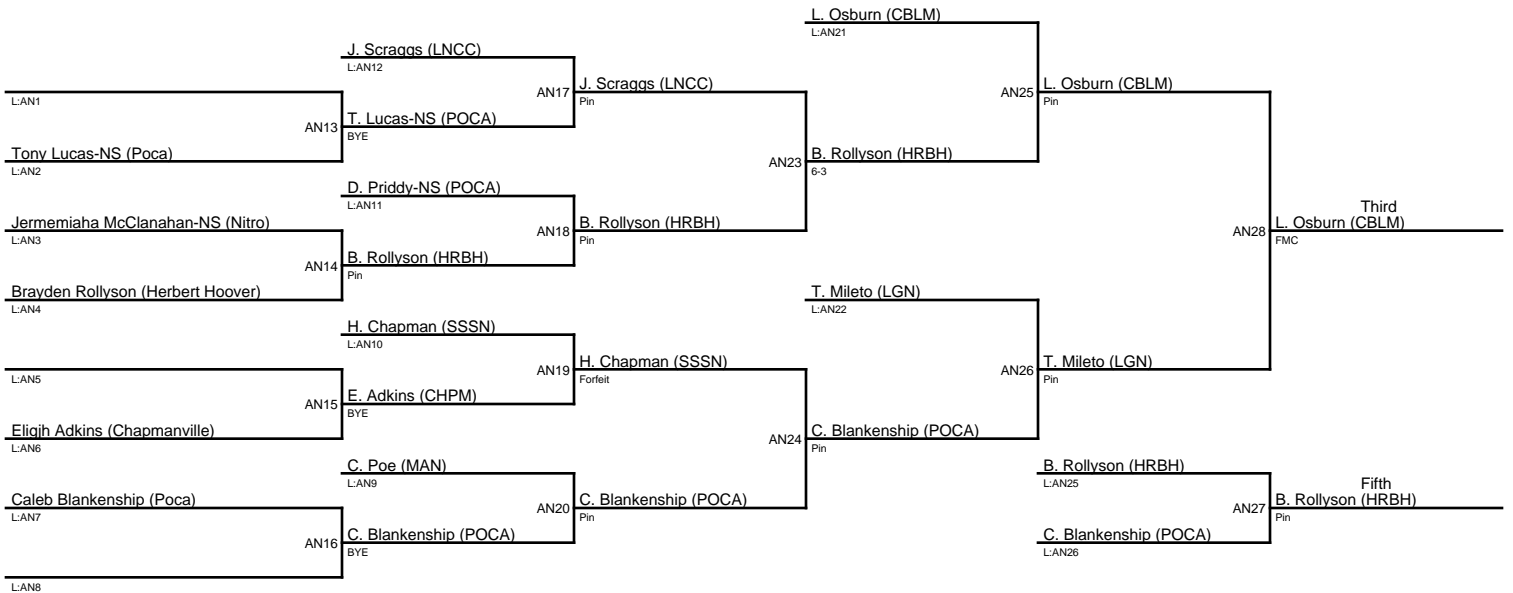 L. Osburn (CBLM)
L:AN21
J. Scraggs (LNCC)
L:AN12
L:AN1
AN17
J. Scraggs (LNCC)
Pin
AN25
L. Osburn (CBLM)
Pin
AN13
T. Lucas-NS (POCA)
BYE
Tony Lucas-NS (Poca)
L:AN2
AN23
B. Rollyson (HRBH)
6-3
D. Priddy-NS (POCA)
L:AN11
Jermemiaha McClanahan-NS (Nitro)
L:AN3
AN18
B. Rollyson (HRBH)
Pin
AN28
Third
L. Osburn (CBLM)
FMC
AN14
B. Rollyson (HRBH)
Pin
Brayden Rollyson (Herbert Hoover)
L:AN4
T. Mileto (LGN)
L:AN22
H. Chapman (SSSN)
L:AN10
L:AN5
AN19
H. Chapman (SSSN)
Forfeit
AN26
T. Mileto (LGN)
Pin
AN15
E. Adkins (CHPM)
BYE
Eligjh Adkins (Chapmanville)
L:AN6
AN24
C. Blankenship (POCA)
Pin
C. Poe (MAN)
L:AN9
B. Rollyson (HRBH)
L:AN25
Caleb Blankenship (Poca)
L:AN7
AN20
C. Blankenship (POCA)
Pin
AN27
Fifth
B. Rollyson (HRBH)
Pin
AN16
C. Blankenship (POCA)
BYE
C. Blankenship (POCA)
L:AN26
L:AN8